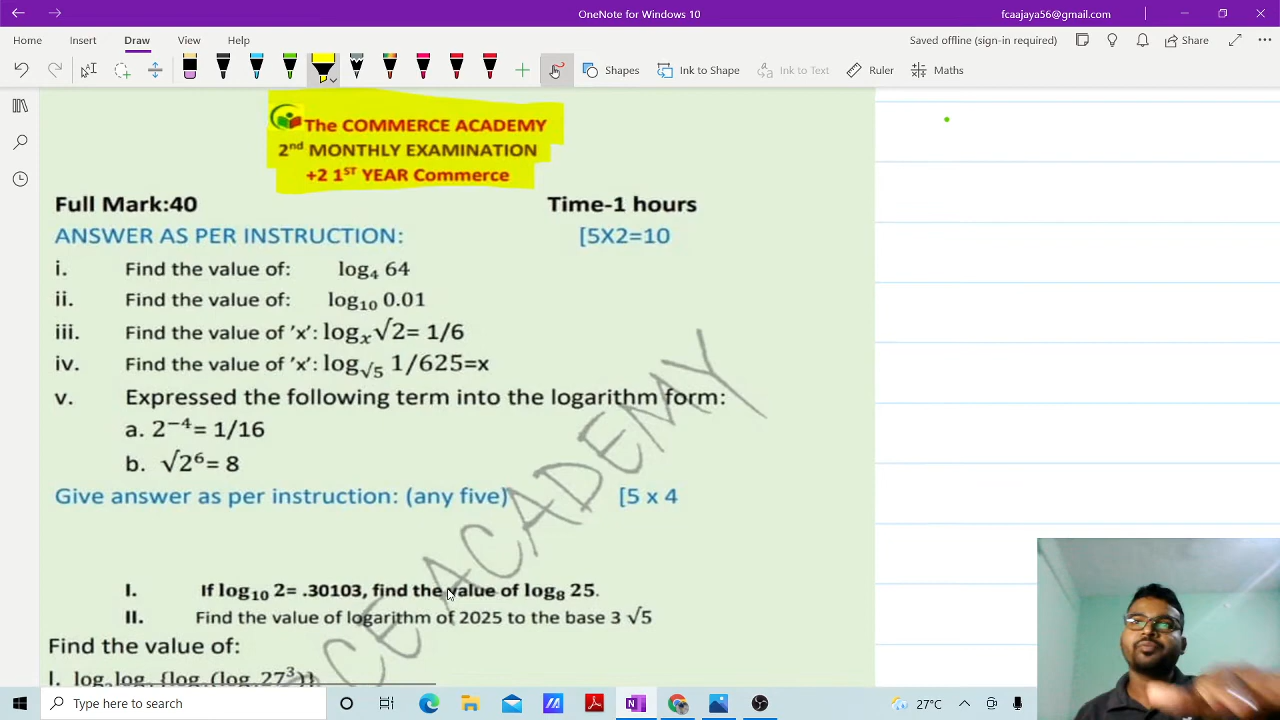 OneNote for Windows 10
fcaajaya56@gmail.com
Home Insert Draw View Help
Saved offline (sign-in required) Share
Shapes Ink to Shape Ink to Text Ruler Maths
The COMMERCE ACADEMY
2nd MONTHLY EXAMINATION
+2 1ST YEAR Commerce
Full Mark:40 Time-1 hours
ANSWER AS PER INSTRUCTION: [5X2=10
i. Find the value of: log₄ 64
ii. Find the value of: log₁₀ 0.01
iii. Find the value of 'x': logₓ√2= 1/6
iv. Find the value of 'x': log√5 1/625=x
v. Expressed the following term into the logarithm form:
a. 2⁻⁴= 1/16
b. √2⁶= 8
Give answer as per instruction: (any five) [5 x 4
I. If log₁₀ 2= .30103, find the value of log₈ 25.
II. Find the value of logarithm of 2025 to the base 3 √5
Find the value of:
CE ACADEMY
Type here to search
27°C